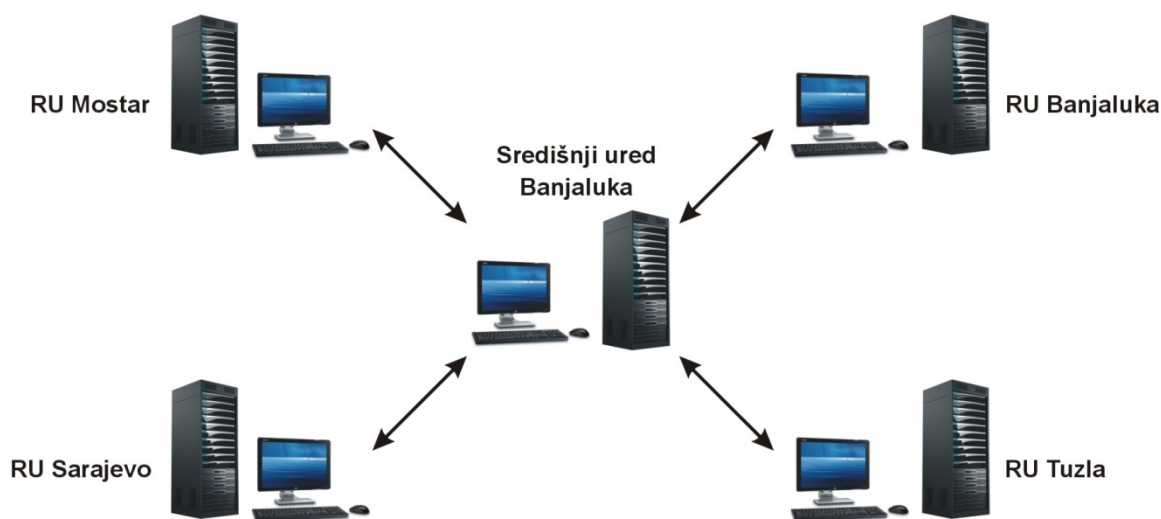 RU Mostar
RU Banjaluka
Središnji ured
Banjaluka
RU Sarajevo
RU Tuzla